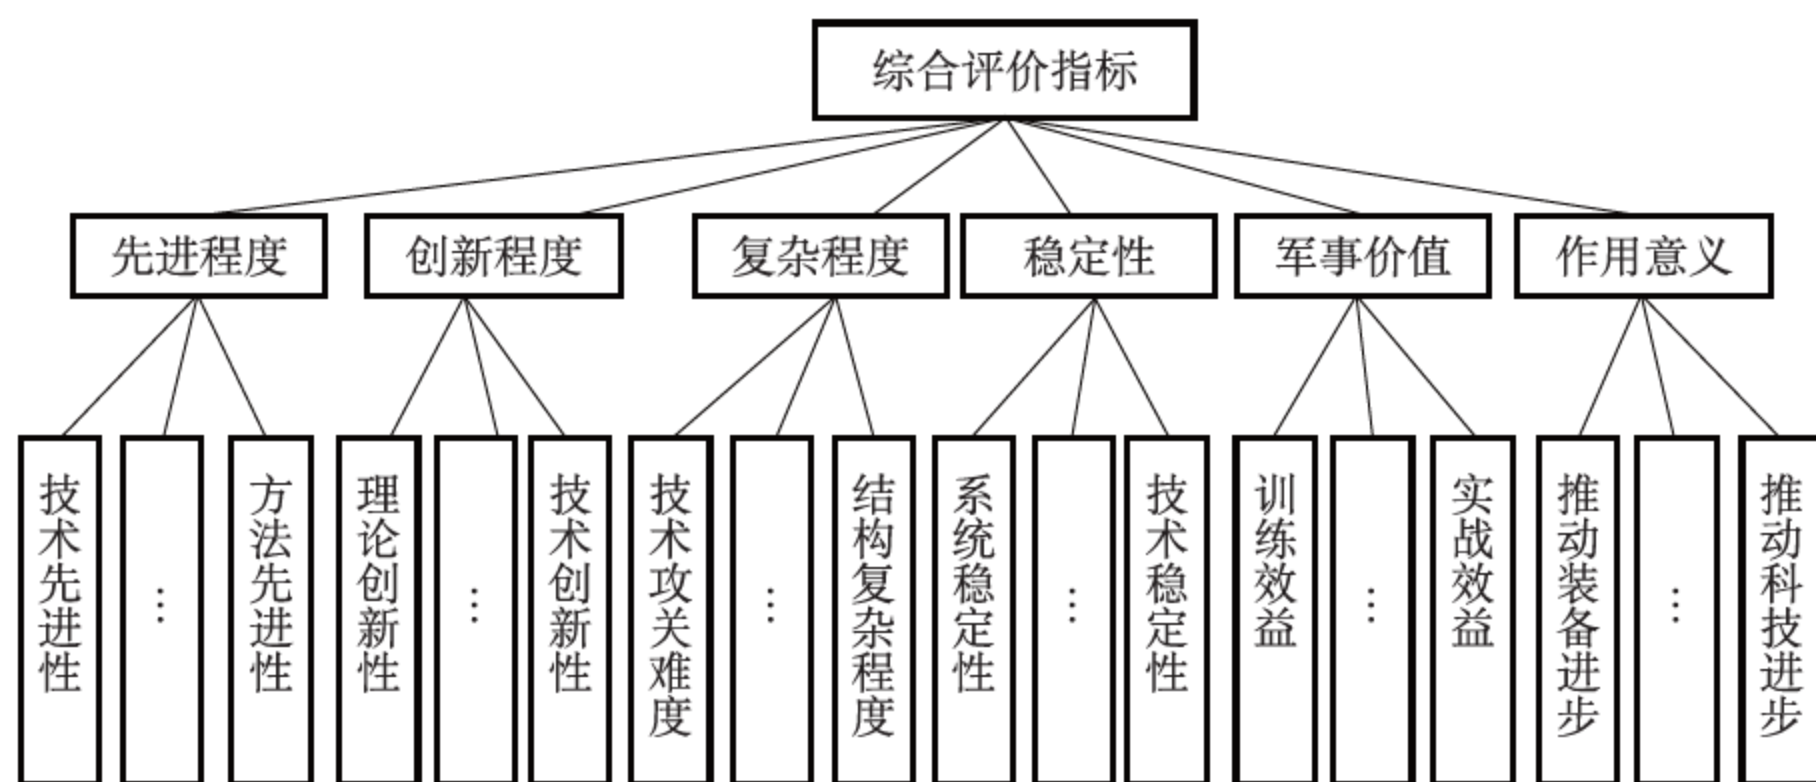 综合评价指标
先进程度
创新程度
复杂程度
稳定性
军事价值
作用意义
技术先进性
⋮
方法先进性
理论创新性
⋮
技术创新性
技术攻关难度
⋮
结构复杂程度
系统稳定性
⋮
技术稳定性
训练效益
⋮
实战效益
推动装备进步
⋮
推动科技进步